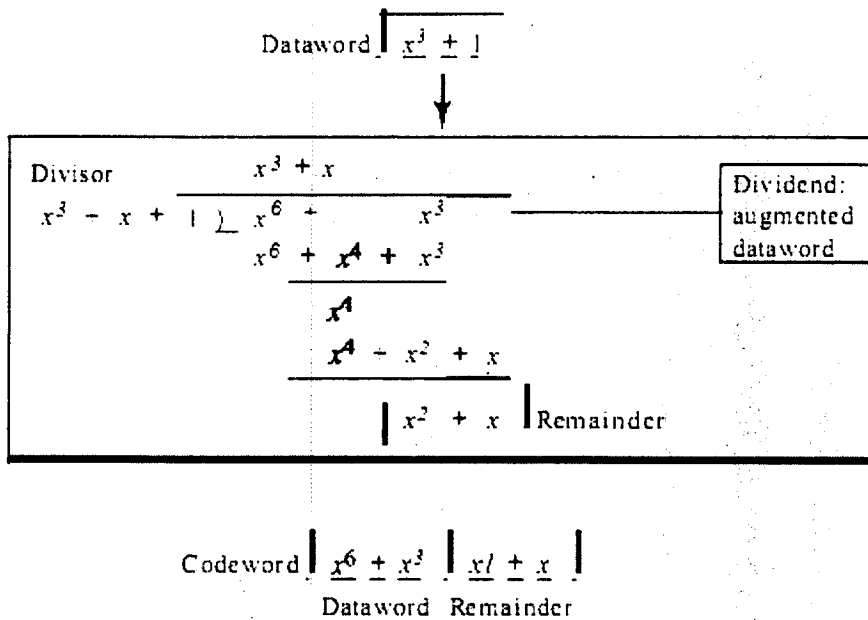 Dataword x³ + 1
Divisor
x³ + x
x³ - x + 1 ) x⁶ + x³
Dividend:
augmented
dataword
x⁶ + x⁴ + x³
x⁴
x⁴ - x² + x
x² + x Remainder
Codeword x⁶ + x³ xl + x
Dataword Remainder